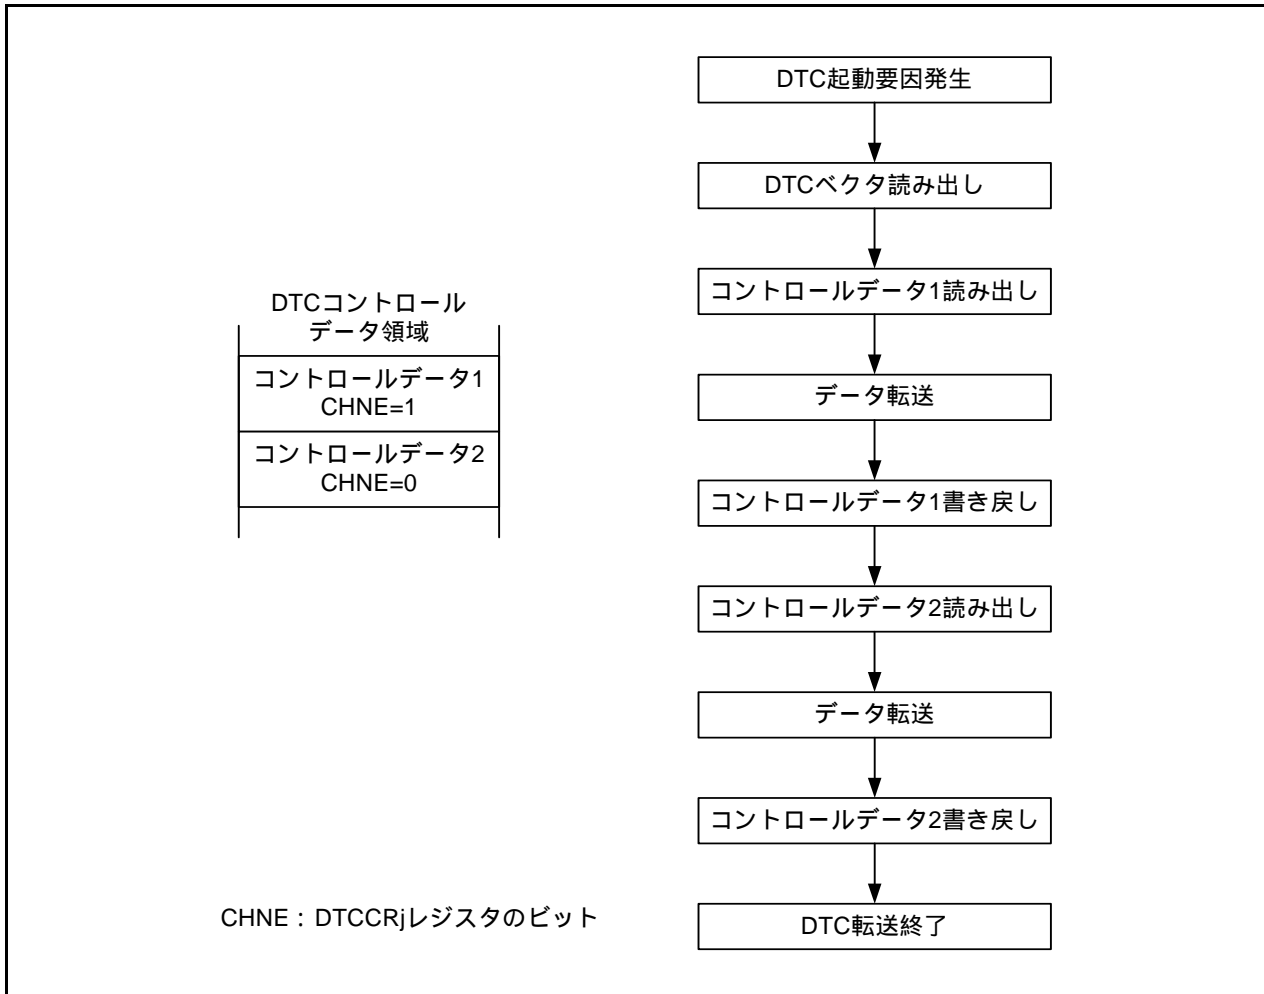 DTCコントロール
データ領域
コントロールデータ1
CHNE=1
コントロールデータ2
CHNE=0
CHNE：DTCCRjレジスタのビット
DTC起動要因発生
DTCベクタ読み出し
コントロールデータ1読み出し
データ転送
コントロールデータ1書き戻し
コントロールデータ2読み出し
データ転送
コントロールデータ2書き戻し
DTC転送終了